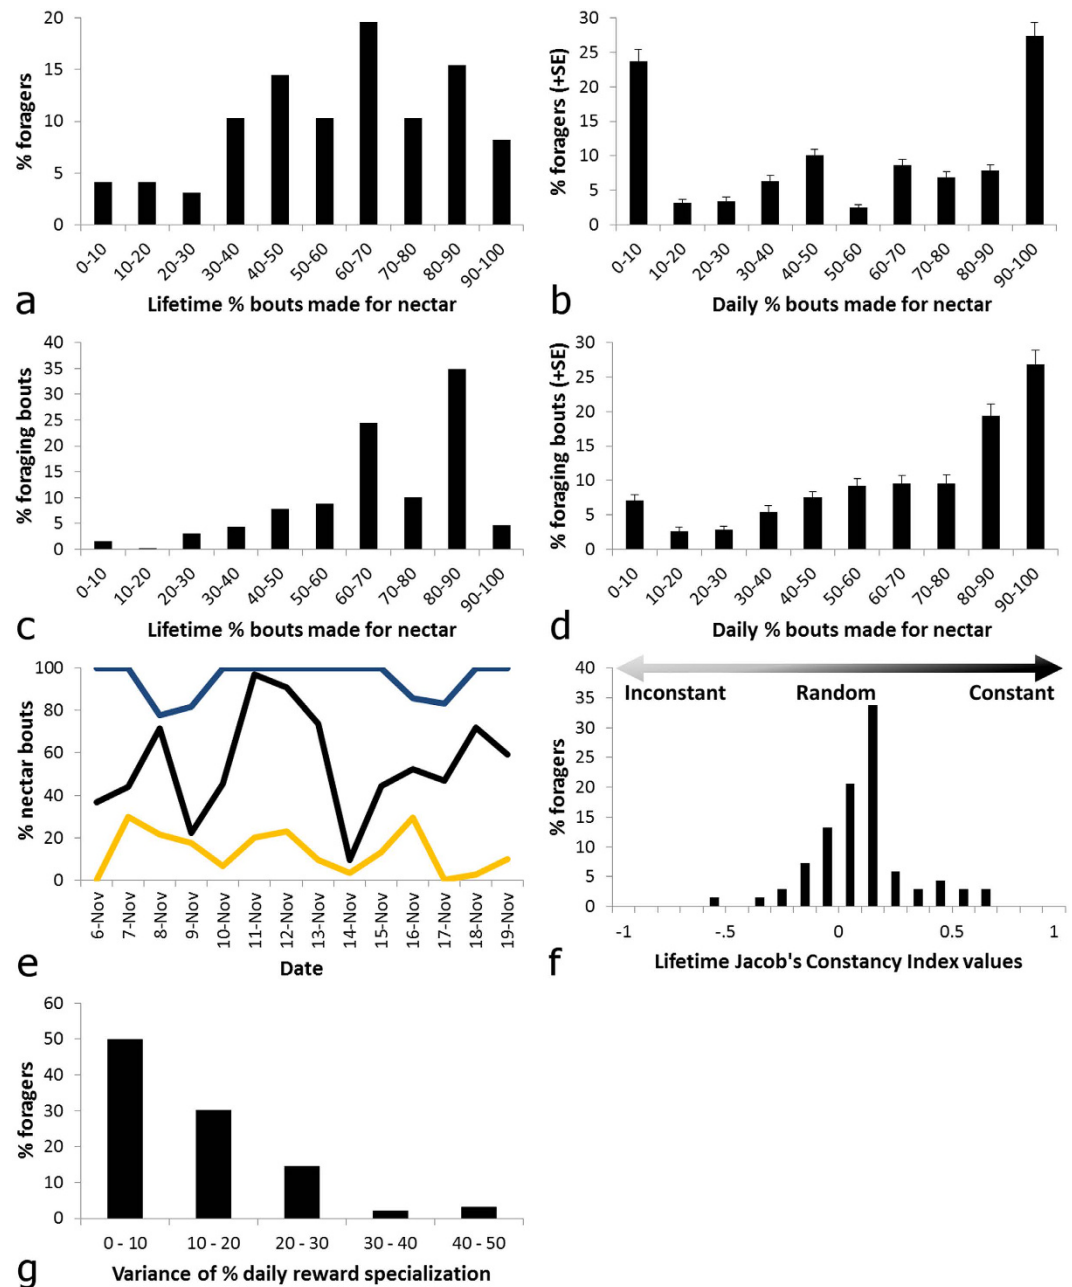 20
15
10
5
0
% foragers
0-10
10-20
20-30
30-40
40-50
50-60
60-70
70-80
80-90
90-100
Lifetime % bouts made for nectar
a
30
25
20
15
10
5
0
% foragers (+SE)
0-10
10-20
20-30
30-40
40-50
50-60
60-70
70-80
80-90
90-100
Daily % bouts made for nectar
b
40
35
30
25
20
15
10
5
0
% foraging bouts
0-10
10-20
20-30
30-40
40-50
50-60
60-70
70-80
80-90
90-100
Lifetime % bouts made for nectar
c
30
25
20
15
10
5
0
% foraging bouts (+SE)
0-10
10-20
20-30
30-40
40-50
50-60
60-70
70-80
80-90
90-100
Daily % bouts made for nectar
d
100
80
60
40
20
0
% nectar bouts
6-Nov
7-Nov
8-Nov
9-Nov
10-Nov
11-Nov
12-Nov
13-Nov
14-Nov
15-Nov
16-Nov
17-Nov
18-Nov
19-Nov
Date
e
40
35
30
25
20
15
10
5
0
% foragers
Inconstant Random Constant
-1 -.5 0 0.5 1
Lifetime Jacob's Constancy Index values
f
60
50
40
30
20
10
0
% foragers
0 - 10 10 - 20 20 - 30 30 - 40 40 - 50
Variance of % daily reward specialization
g